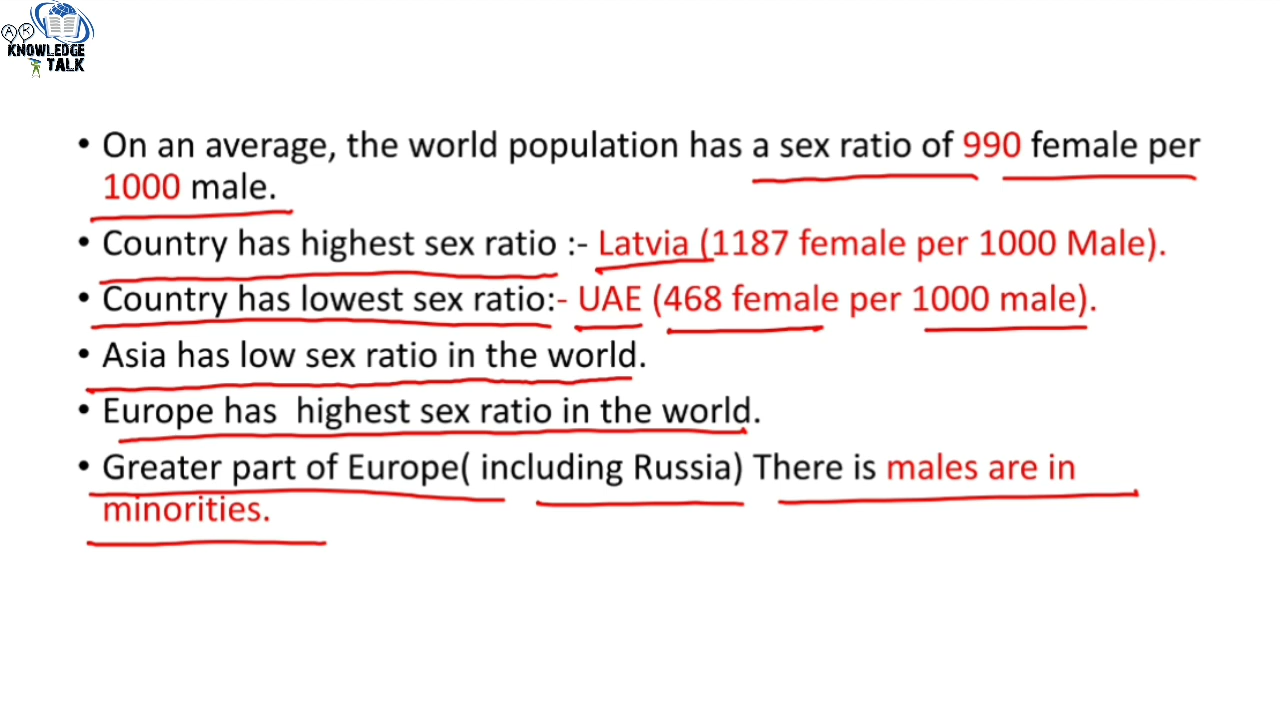 A K
KNOWLEDGE
TALK
• On an average, the world population has a sex ratio of 990 female per
1000 male.
• Country has highest sex ratio :- Latvia (1187 female per 1000 Male).
• Country has lowest sex ratio:- UAE (468 female per 1000 male).
• Asia has low sex ratio in the world.
• Europe has  highest sex ratio in the world.
• Greater part of Europe( including Russia) There is males are in
minorities.